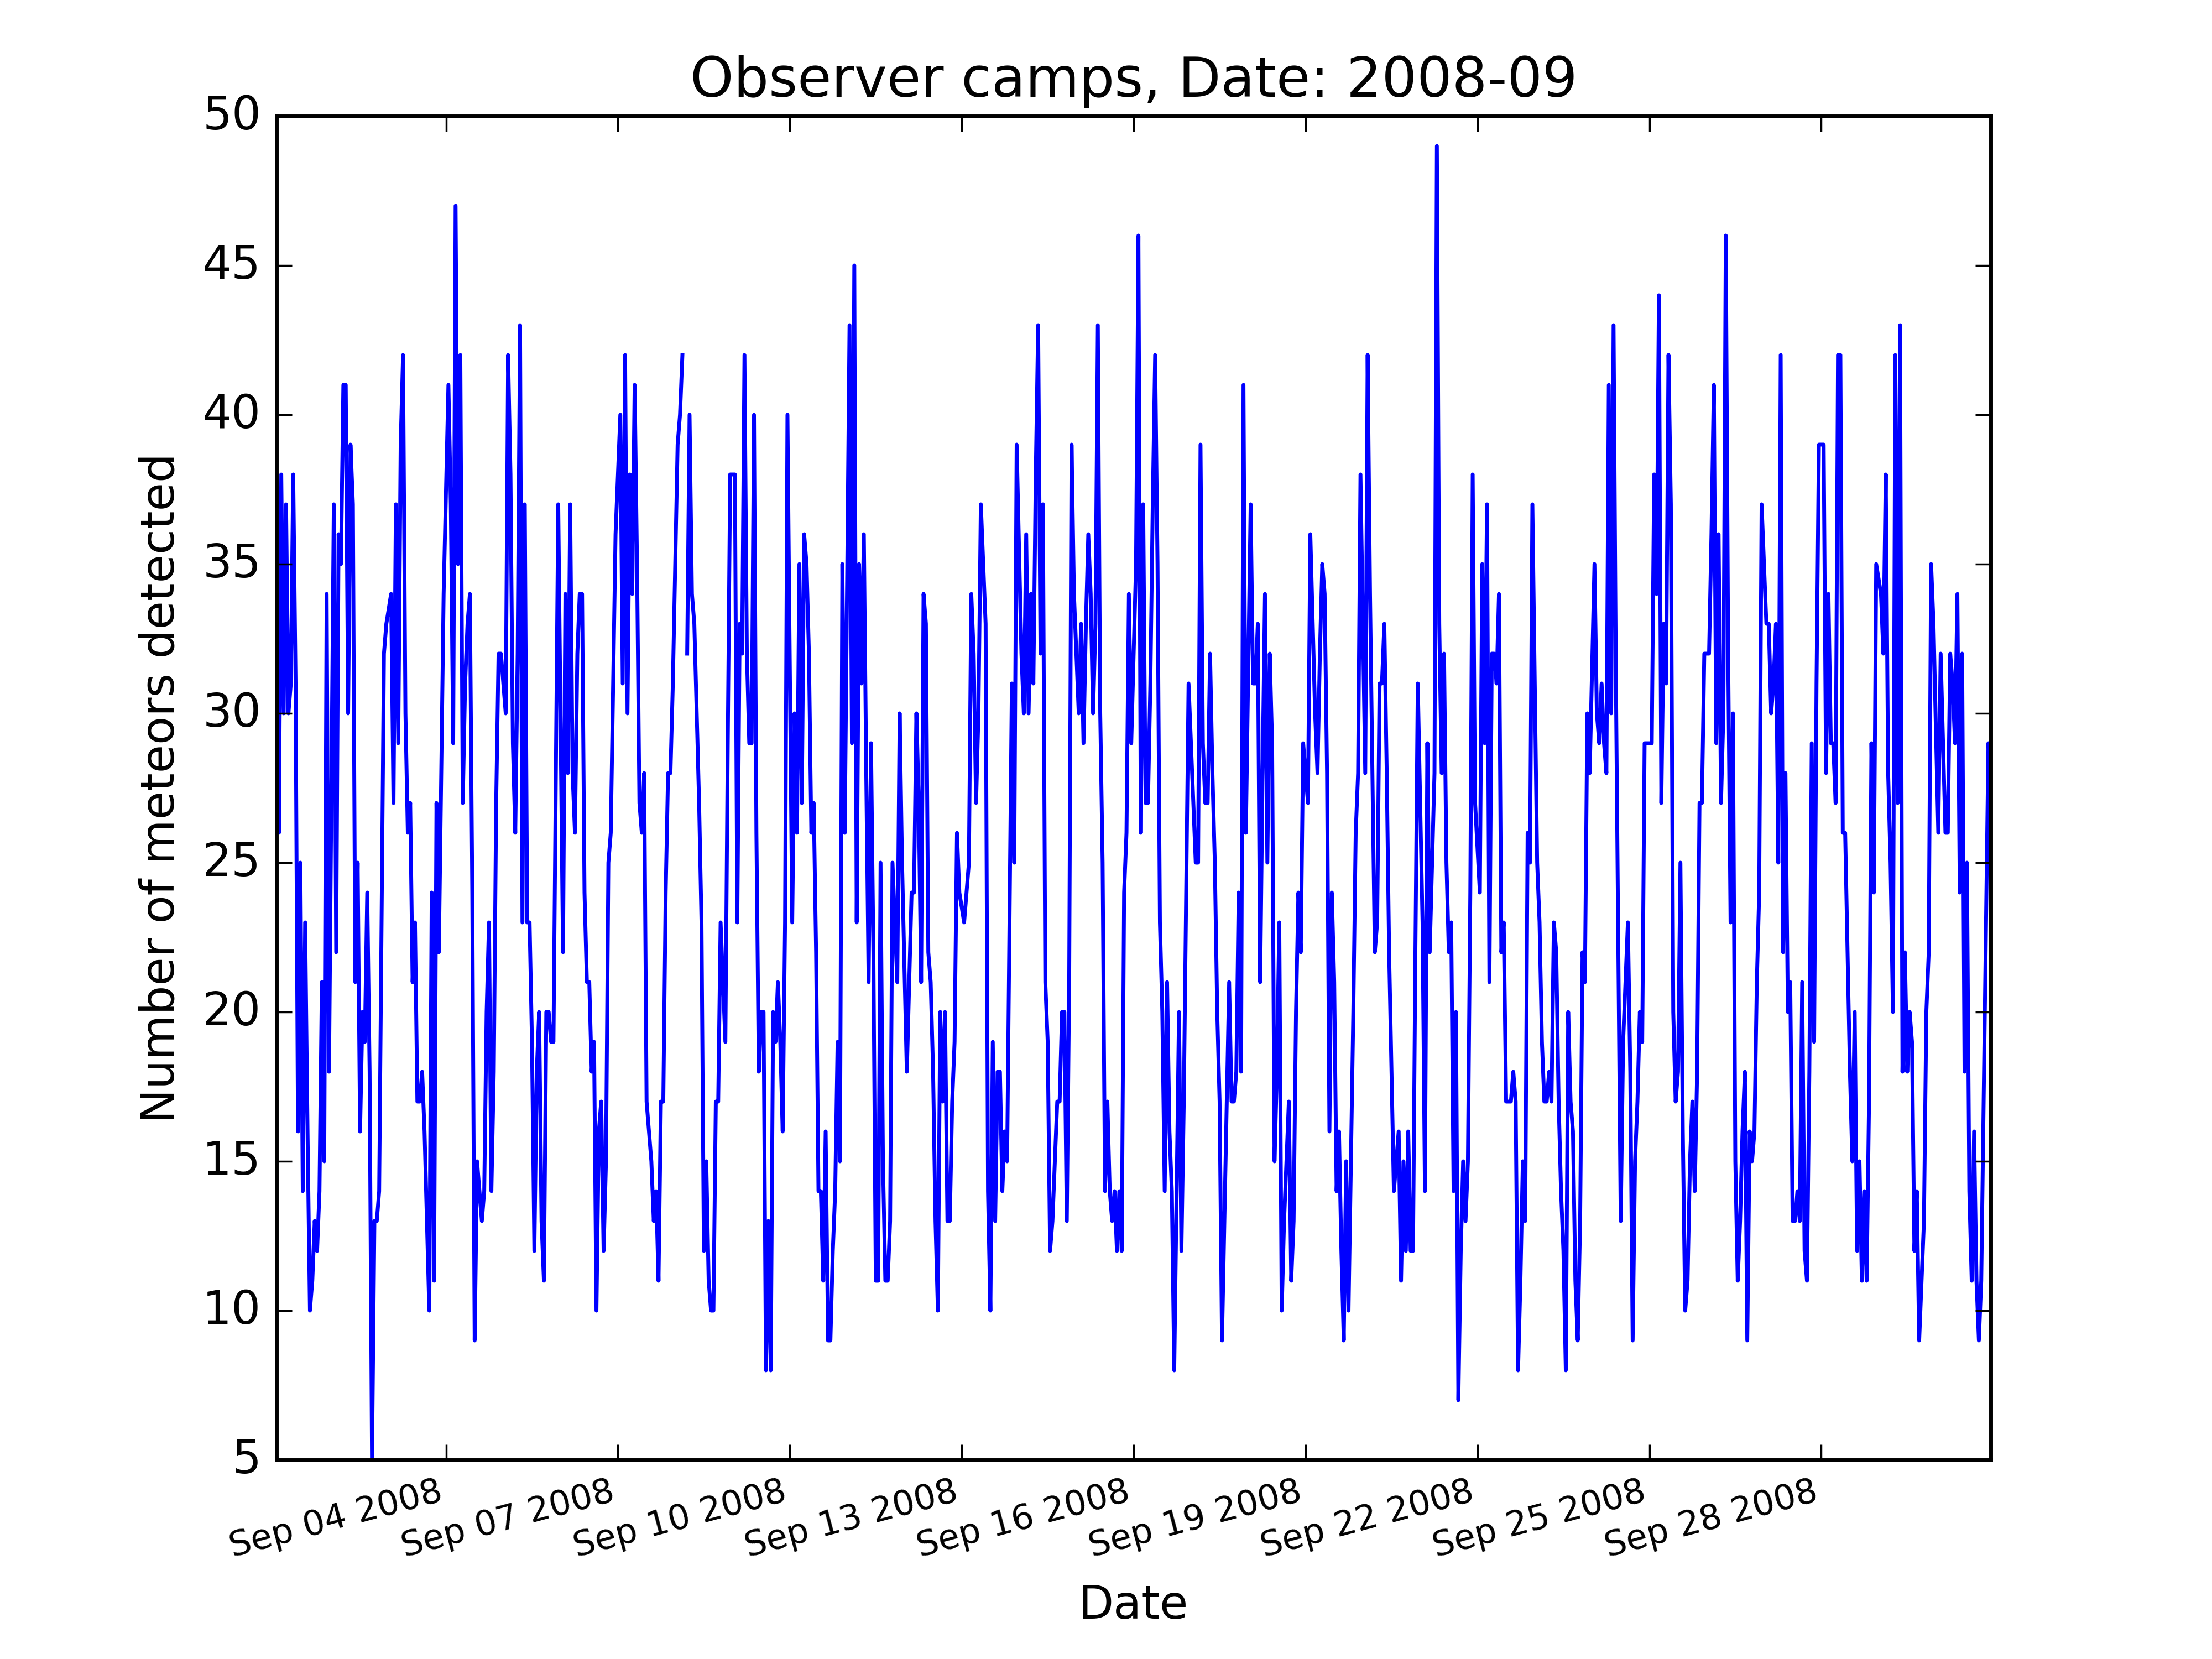 Observer camps, Date: 2008-09
Number of meteors detected
50
45
40
35
30
25
20
15
10
5
Sep 04 2008
Sep 07 2008
Sep 10 2008
Sep 13 2008
Sep 16 2008
Sep 19 2008
Sep 22 2008
Sep 25 2008
Sep 28 2008
Date